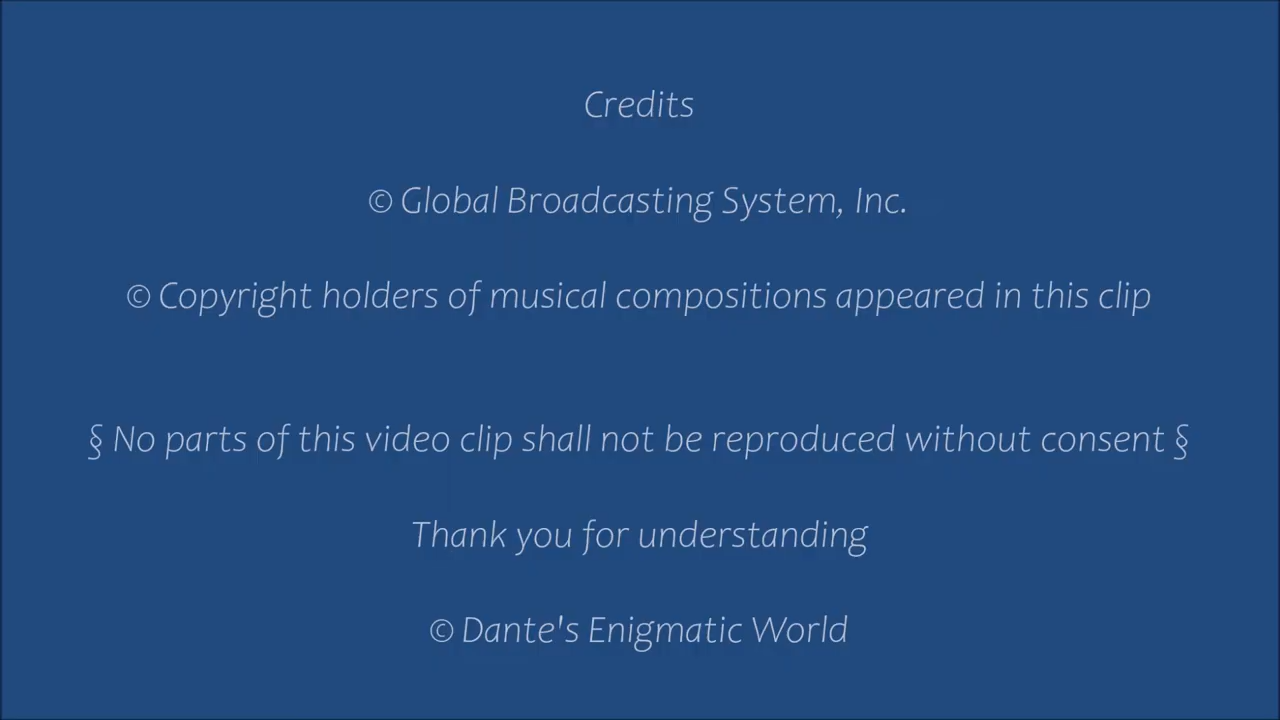 Credits
© Global Broadcasting System, Inc.
© Copyright holders of musical compositions appeared in this clip
§ No parts of this video clip shall not be reproduced without consent §
Thank you for understanding
© Dante's Enigmatic World